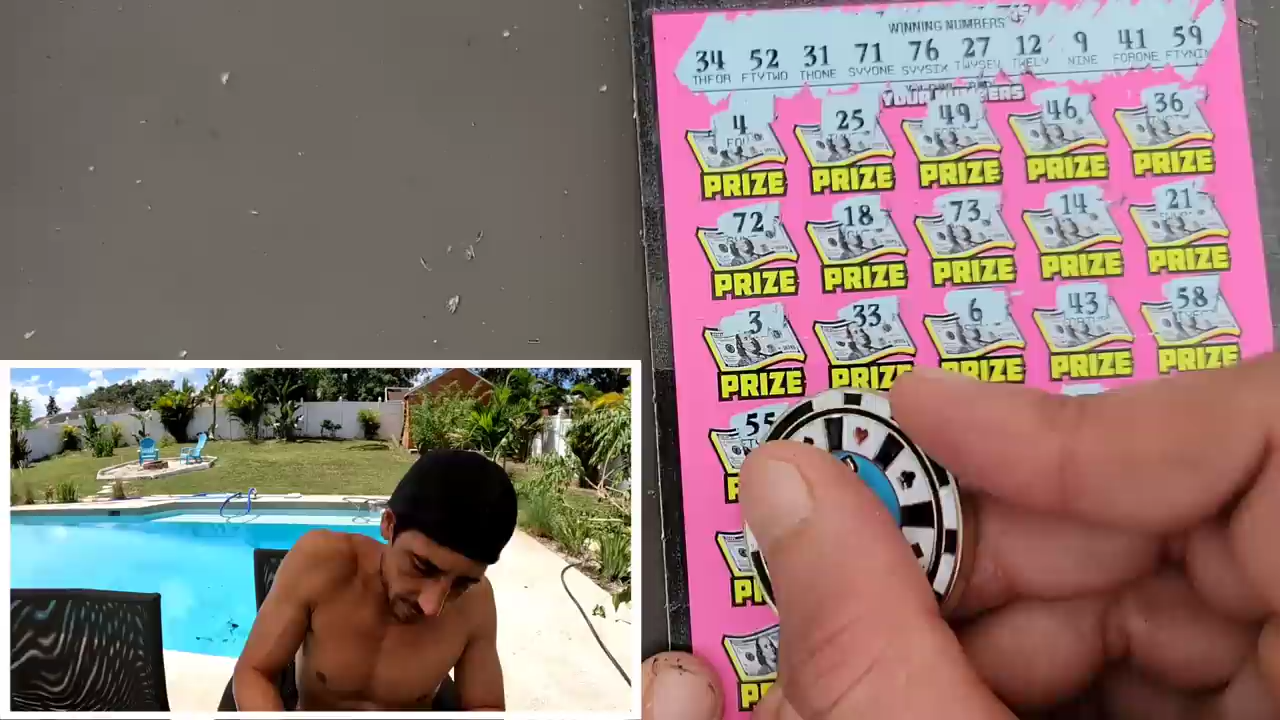 WINNING NUMBERS
34 52 31 71 76 27 12 9 41 59
THFOR FTYTWO THONE SVYONE SVYSIX TWYSEV TWELV NINE FORONE FTYNIN
YOUR NUMBERS
4 25 49 46 36
PRIZE PRIZE PRIZE PRIZE PRIZE
72 18 73 14 21
PRIZE PRIZE PRIZE PRIZE PRIZE
3 33 6 43 58
PRIZE PRIZE PRIZE PRIZE PRIZE
55